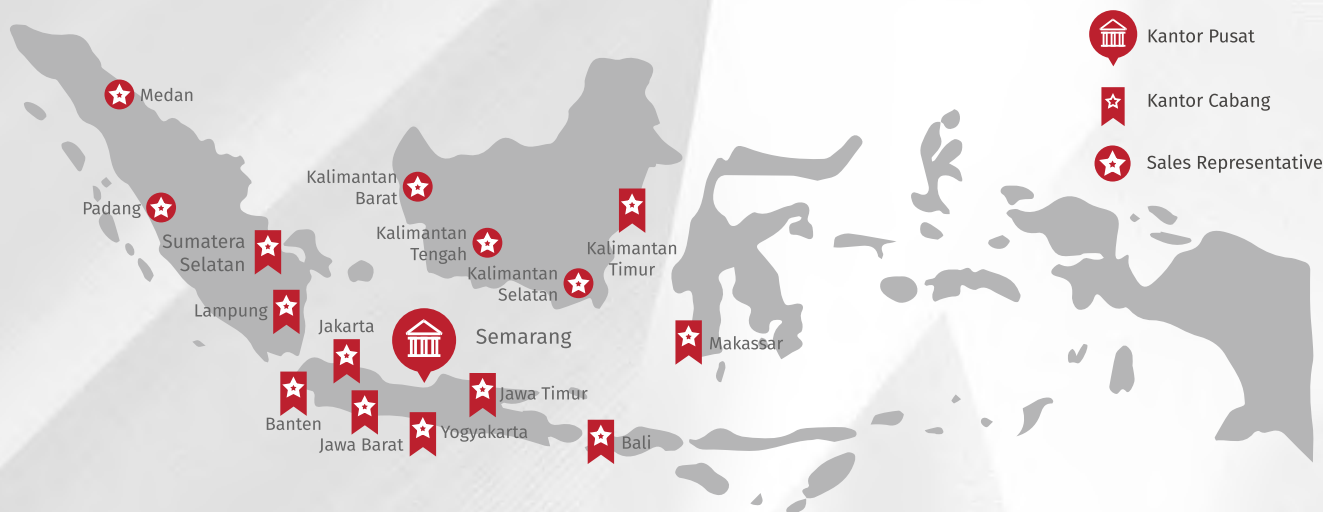 Kantor Pusat
Kantor Cabang
Sales Representative
Medan
Padang
Sumatera
Selatan
Lampung
Kalimantan
Barat
Kalimantan
Tengah
Kalimantan
Selatan
Kalimantan
Timur
Jakarta
Semarang
Makassar
Banten
Jawa Barat
Yogyakarta
Jawa Timur
Bali